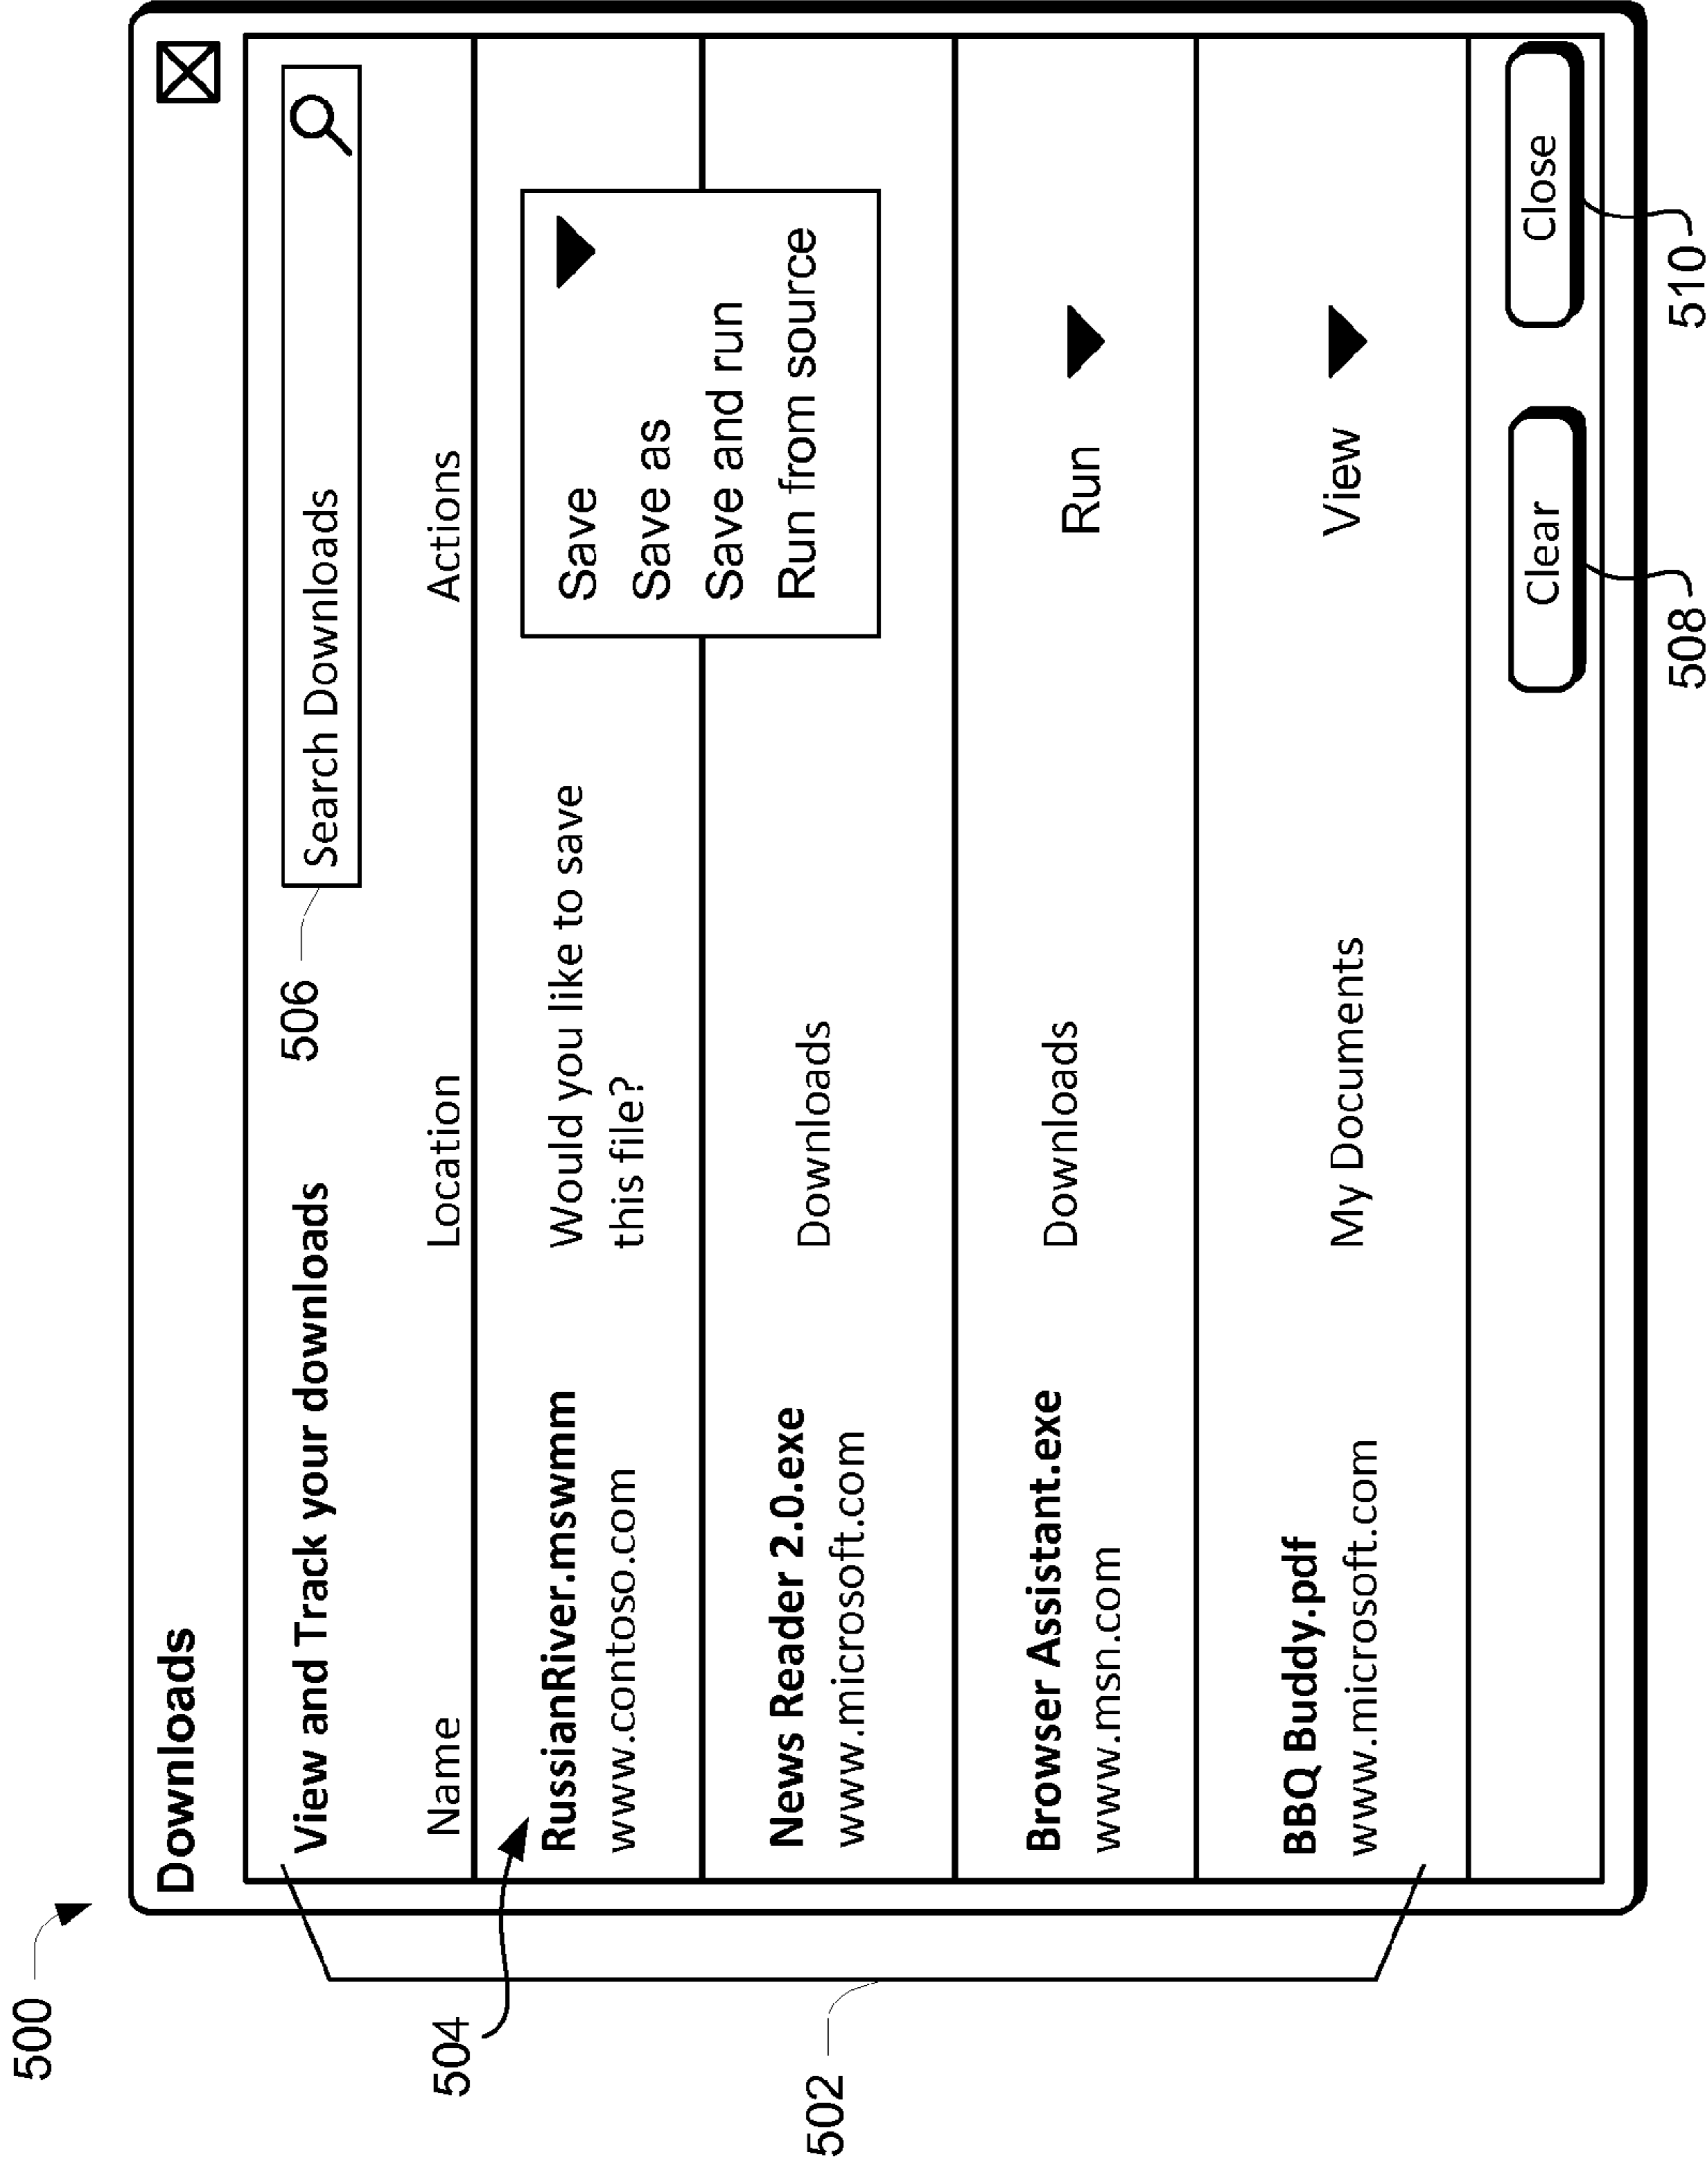 500
Downloads
View and Track your downloads
506
Search Downloads
Name Location Actions
504
RussianRiver.mswmm
www.contoso.com
Would you like to save
this file?
Save
Save as
Save and run
Run from source
News Reader 2.0.exe
www.microsoft.com
Downloads
502
Browser Assistant.exe
www.msn.com
Downloads
Run
BBQ Buddy.pdf
www.microsoft.com
My Documents
View
Clear
Close
508
510